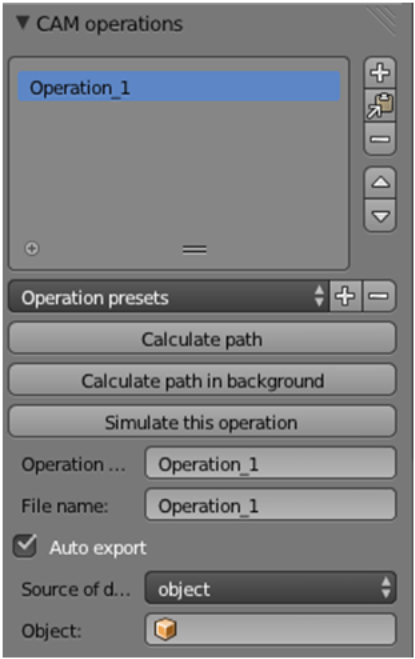 CAM operations
Operation_1
Operation presets
Calculate path
Calculate path in background
Simulate this operation
Operation ... Operation_1
File name: Operation_1
Auto export
Source of d... object
Object: